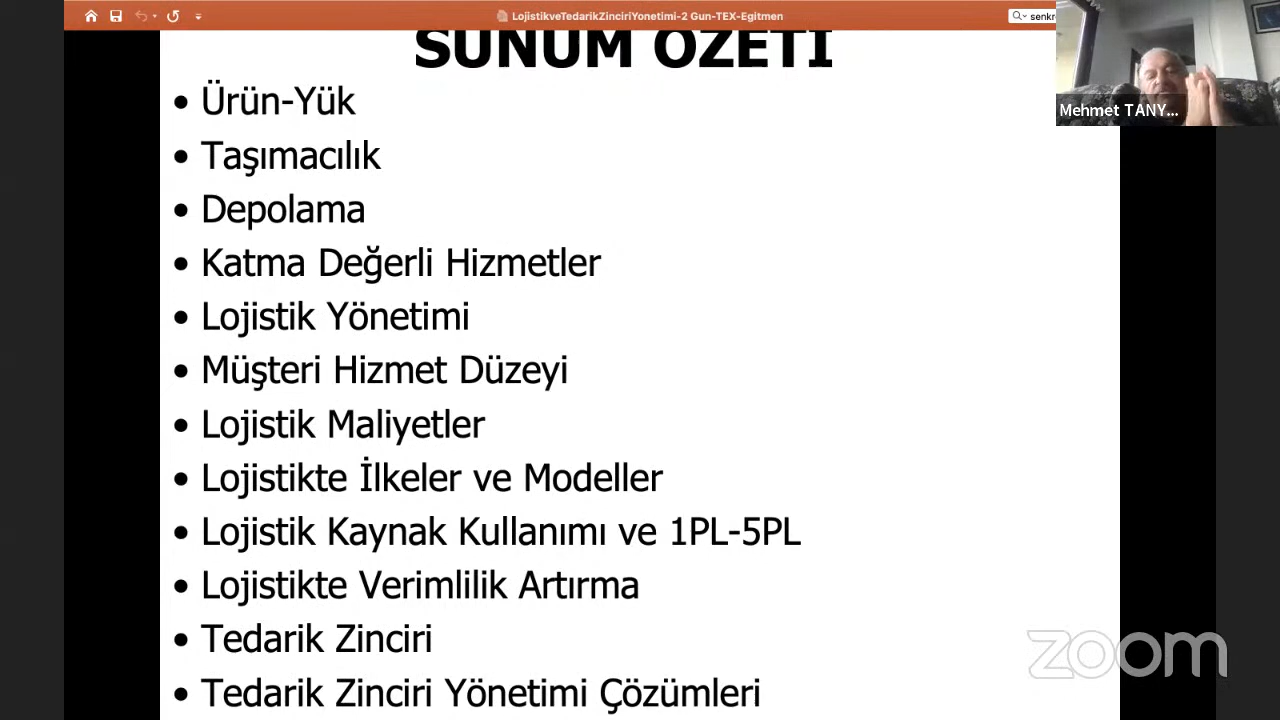 LojistikveTedarikZinciriYonetimi-2 Gun-TEX-Egitmen
SUNUM ÖZETİ
Mehmet TANY...
• Ürün-Yük
• Taşımacılık
• Depolama
• Katma Değerli Hizmetler
• Lojistik Yönetimi
• Müşteri Hizmet Düzeyi
• Lojistik Maliyetler
• Lojistikte İlkeler ve Modeller
• Lojistik Kaynak Kullanımı ve 1PL-5PL
• Lojistikte Verimlilik Artırma
• Tedarik Zinciri
• Tedarik Zinciri Yönetimi Çözümleri
zoom